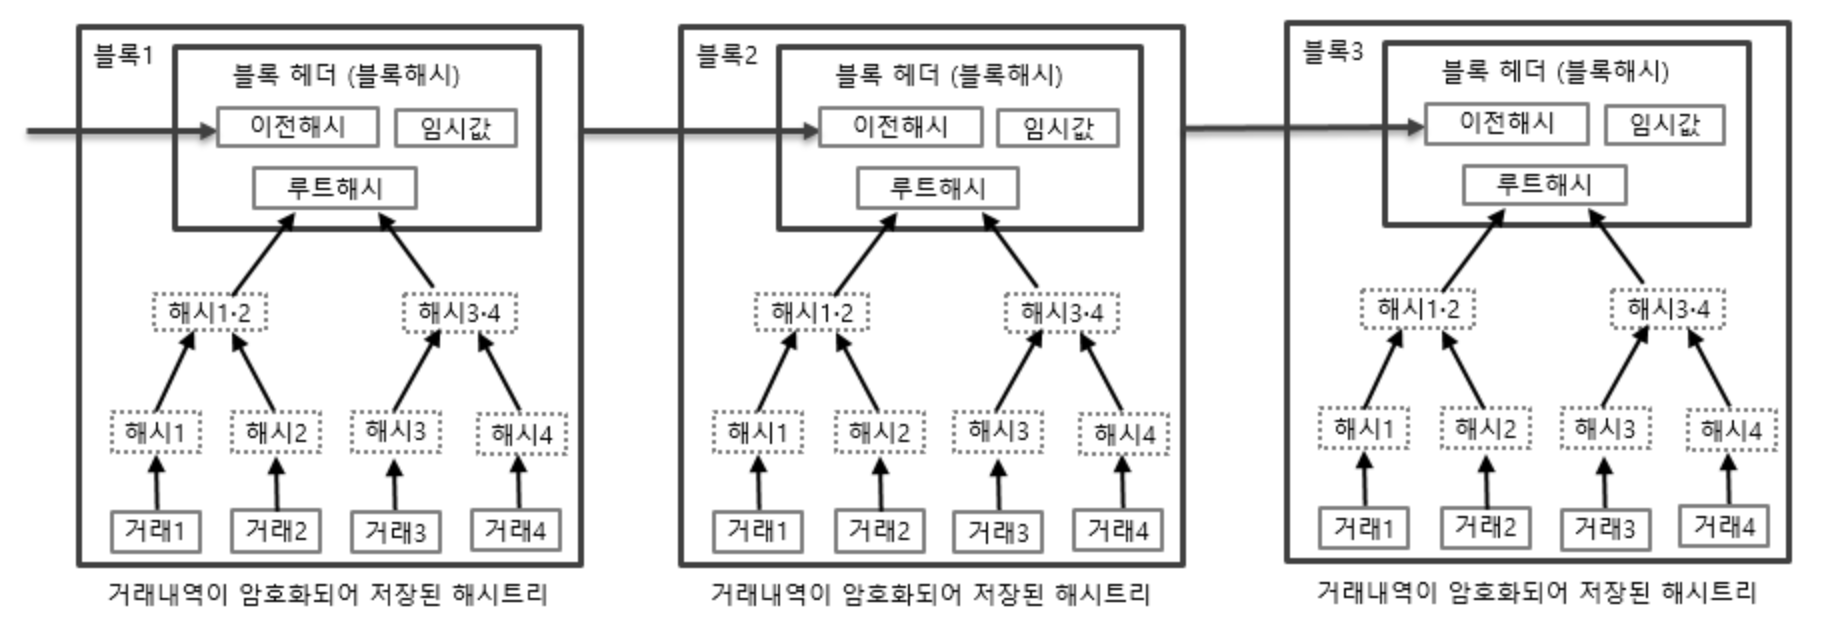 블록1
블록 헤더 (블록해시)
이전해시
임시값
루트해시
해시1·2
해시3·4
해시1
해시2
해시3
해시4
거래1
거래2
거래3
거래4
거래내역이 암호화되어 저장된 해시트리
블록2
블록 헤더 (블록해시)
이전해시
임시값
루트해시
해시1·2
해시3·4
해시1
해시2
해시3
해시4
거래1
거래2
거래3
거래4
거래내역이 암호화되어 저장된 해시트리
블록3
블록 헤더 (블록해시)
이전해시
임시값
루트해시
해시1·2
해시3·4
해시1
해시2
해시3
해시4
거래1
거래2
거래3
거래4
거래내역이 암호화되어 저장된 해시트리